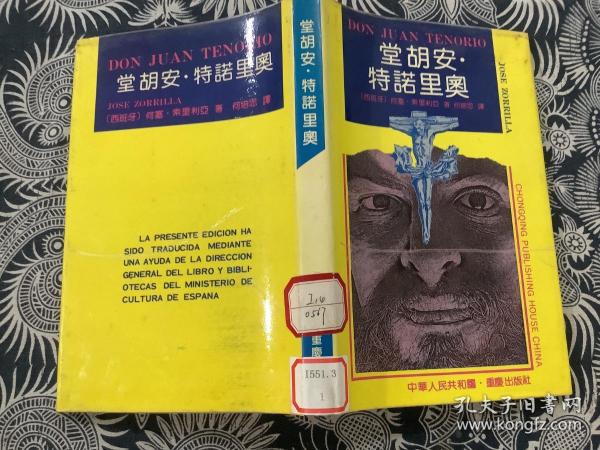 DON JUAN TENORIO
堂胡安·特諾里奧
JOSE ZORRILLA
(西班牙)何塞·索里利亞 著 何培忠 譯
LA PRESENTE EDICION HA
SIDO TRADUCIDA MEDIANTE
UNA AYUDA DE LA DIRECCION
GENERAL DEL LIBRO Y BIBLI-
OTECAS DEL MINISTERIO DE
CULTURA DE ESPANA
堂胡安·特諾里奧
I14
0567
重慶
I551.3
1
DON JUAN TENORIO
堂胡安·
特諾里奧
(西班牙)何塞·索里利亞 著 何培忠 譯
JOSE ZORRILLA
CHONGQING PUBLISHING HOUSE CHINA
中華人民共和國·重慶出版社
孔夫子旧书网
www.kongfz.com